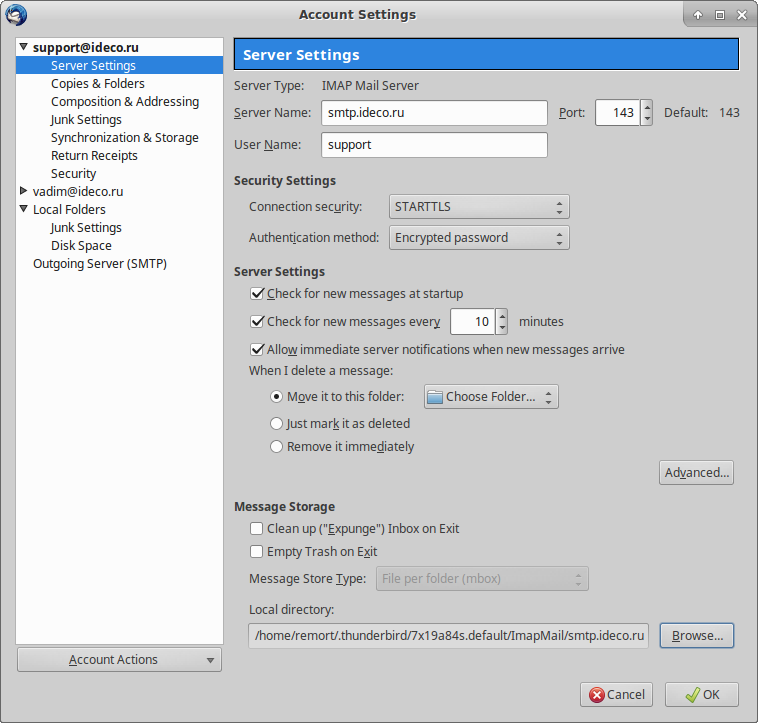 Account Settings
support@ideco.ru
Server Settings
Copies & Folders
Composition & Addressing
Junk Settings
Synchronization & Storage
Return Receipts
Security
vadim@ideco.ru
Local Folders
Junk Settings
Disk Space
Outgoing Server (SMTP)
Account Actions
Server Settings
Server Type: IMAP Mail Server
Server Name: smtp.ideco.ru Port: 143 Default: 143
User Name: support
Security Settings
Connection security: STARTTLS
Authentication method: Encrypted password
Server Settings
Check for new messages at startup
Check for new messages every 10 minutes
Allow immediate server notifications when new messages arrive
When I delete a message:
Move it to this folder: Choose Folder...
Just mark it as deleted
Remove it immediately
Advanced...
Message Storage
Clean up ("Expunge") Inbox on Exit
Empty Trash on Exit
Message Store Type: File per folder (mbox)
Local directory:
/home/remort/.thunderbird/7x19a84s.default/ImapMail/smtp.ideco.ru Browse...
Cancel OK